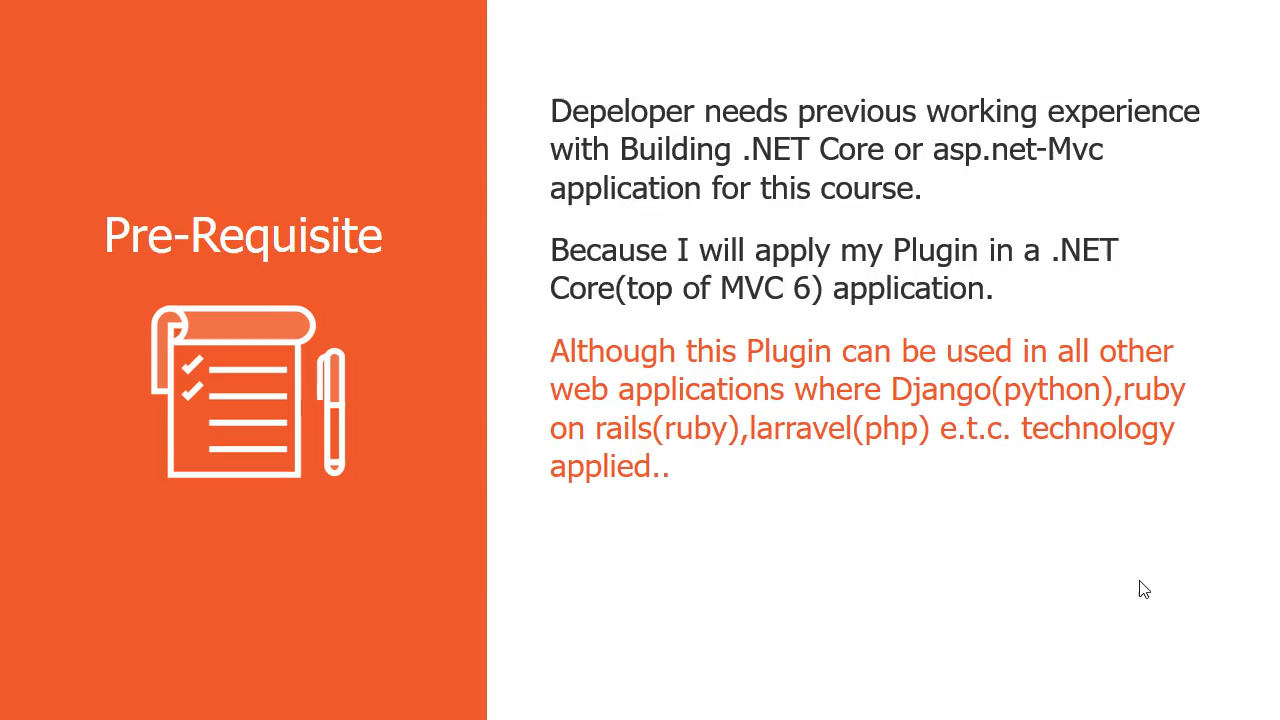 Pre-Requisite
Depeloper needs previous working experience
with Building .NET Core or asp.net-Mvc
application for this course.
Because I will apply my Plugin in a .NET
Core(top of MVC 6) application.
Although this Plugin can be used in all other
web applications where Django(python),ruby
on rails(ruby),larravel(php) e.t.c. technology
applied..